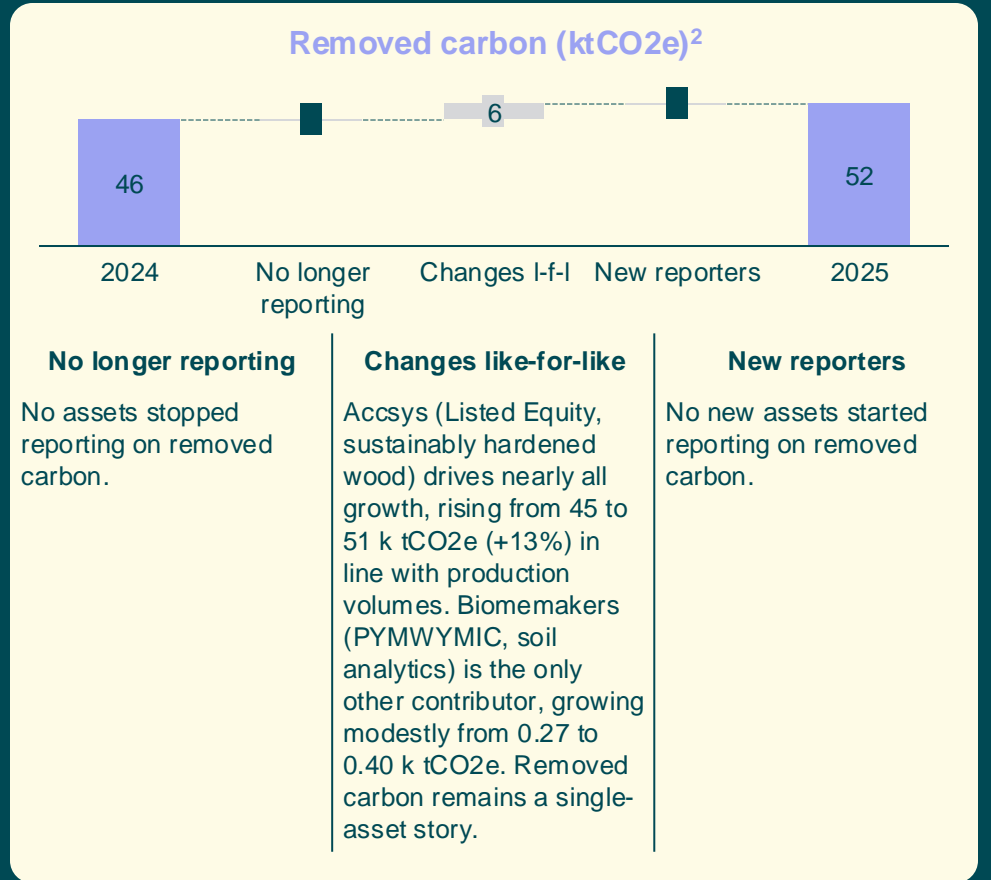 Removed carbon (ktCO2e)²
6
46
52
2024
No longer
reporting
Changes l-f-l
New reporters
2025
No longer reporting
No assets stopped
reporting on removed
carbon.
Changes like-for-like
Accsys (Listed Equity,
sustainably hardened
wood) drives nearly all
growth, rising from 45 to
51 k tCO2e (+13%) in
line with production
volumes. Biomemakers
(PYMWYMIC, soil
analytics) is the only
other contributor, growing
modestly from 0.27 to
0.40 k tCO2e. Removed
carbon remains a single-
asset story.
New reporters
No new assets started
reporting on removed
carbon.